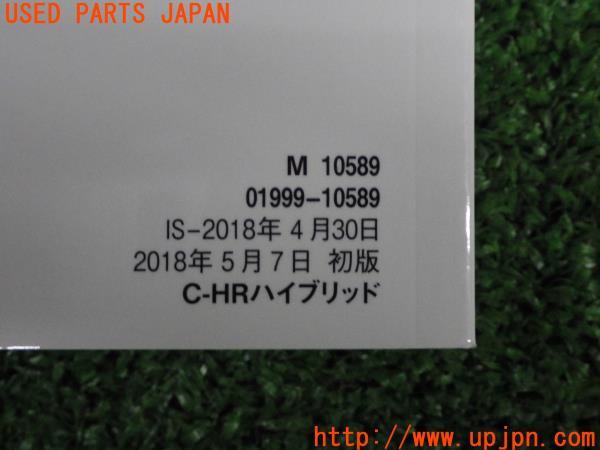 USED PARTS JAPAN
M 10589
01999-10589
IS-2018年 4月30日
2018年 5月 7日 初版
C-HRハイブリッド
http://www.upjpn.com